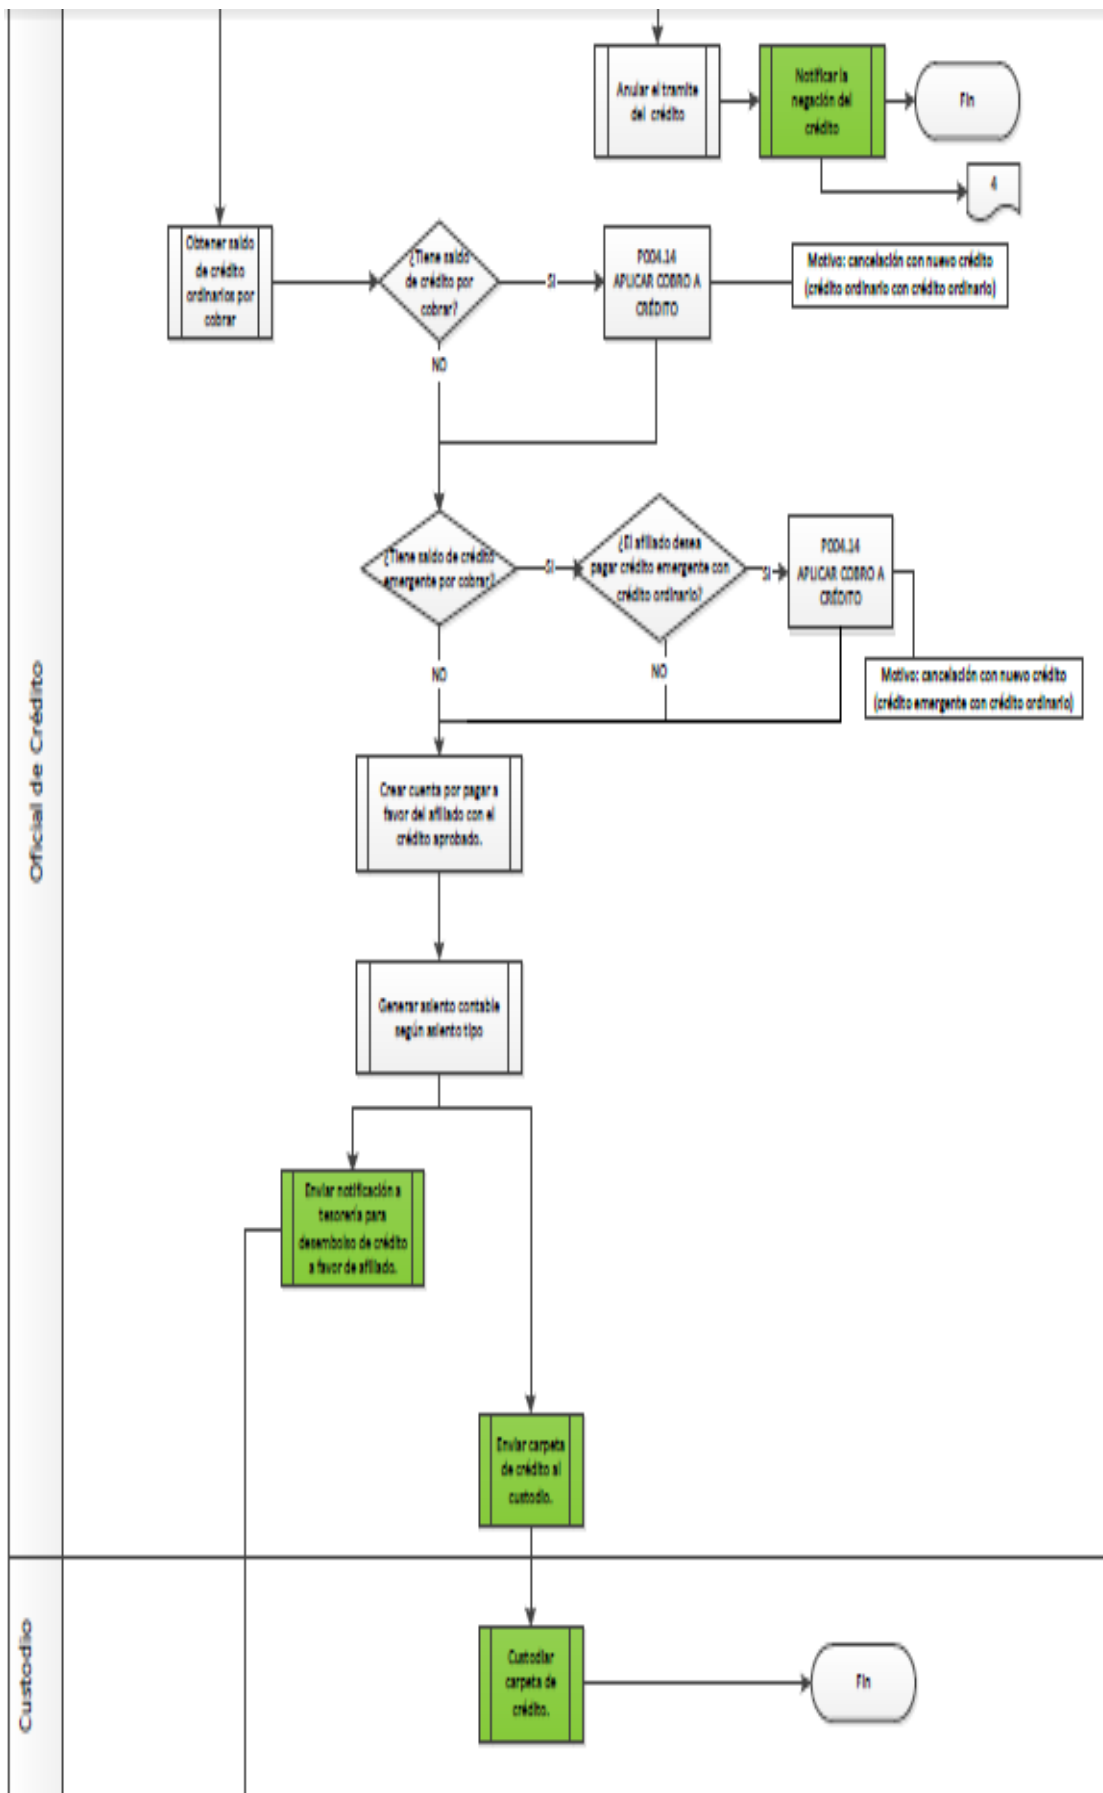 Anular el tramite
del crédito
Notificar la
negación del
crédito
Fin
4
Obtener saldo
de crédito
ordinarios por
cobrar
¿Tiene saldo
de crédito por
cobrar?
SI
P004.14
APLICAR COBRO A
CRÉDITO
Motivo: cancelación con nuevo crédito
(crédito ordinario con crédito ordinario)
NO
¿Tiene saldo de crédito
emergente por cobrar?
SI
¿El afiliado desea
pagar crédito emergente con
crédito ordinario?
SI
P004.14
APLICAR COBRO A
CRÉDITO
NO
NO
Motivo: cancelación con nuevo crédito
(crédito emergente con crédito ordinario)
Crear cuenta por pagar a
favor del afiliado con el
crédito aprobado.
Oficial de Crédito
Generar asiento contable
según asiento tipo
Enviar notificación a
tesorería para
desembolso de crédito
a favor de afiliado.
Enviar carpeta
de crédito al
custodio.
Custodio
Custodiar
carpeta de
crédito.
Fin